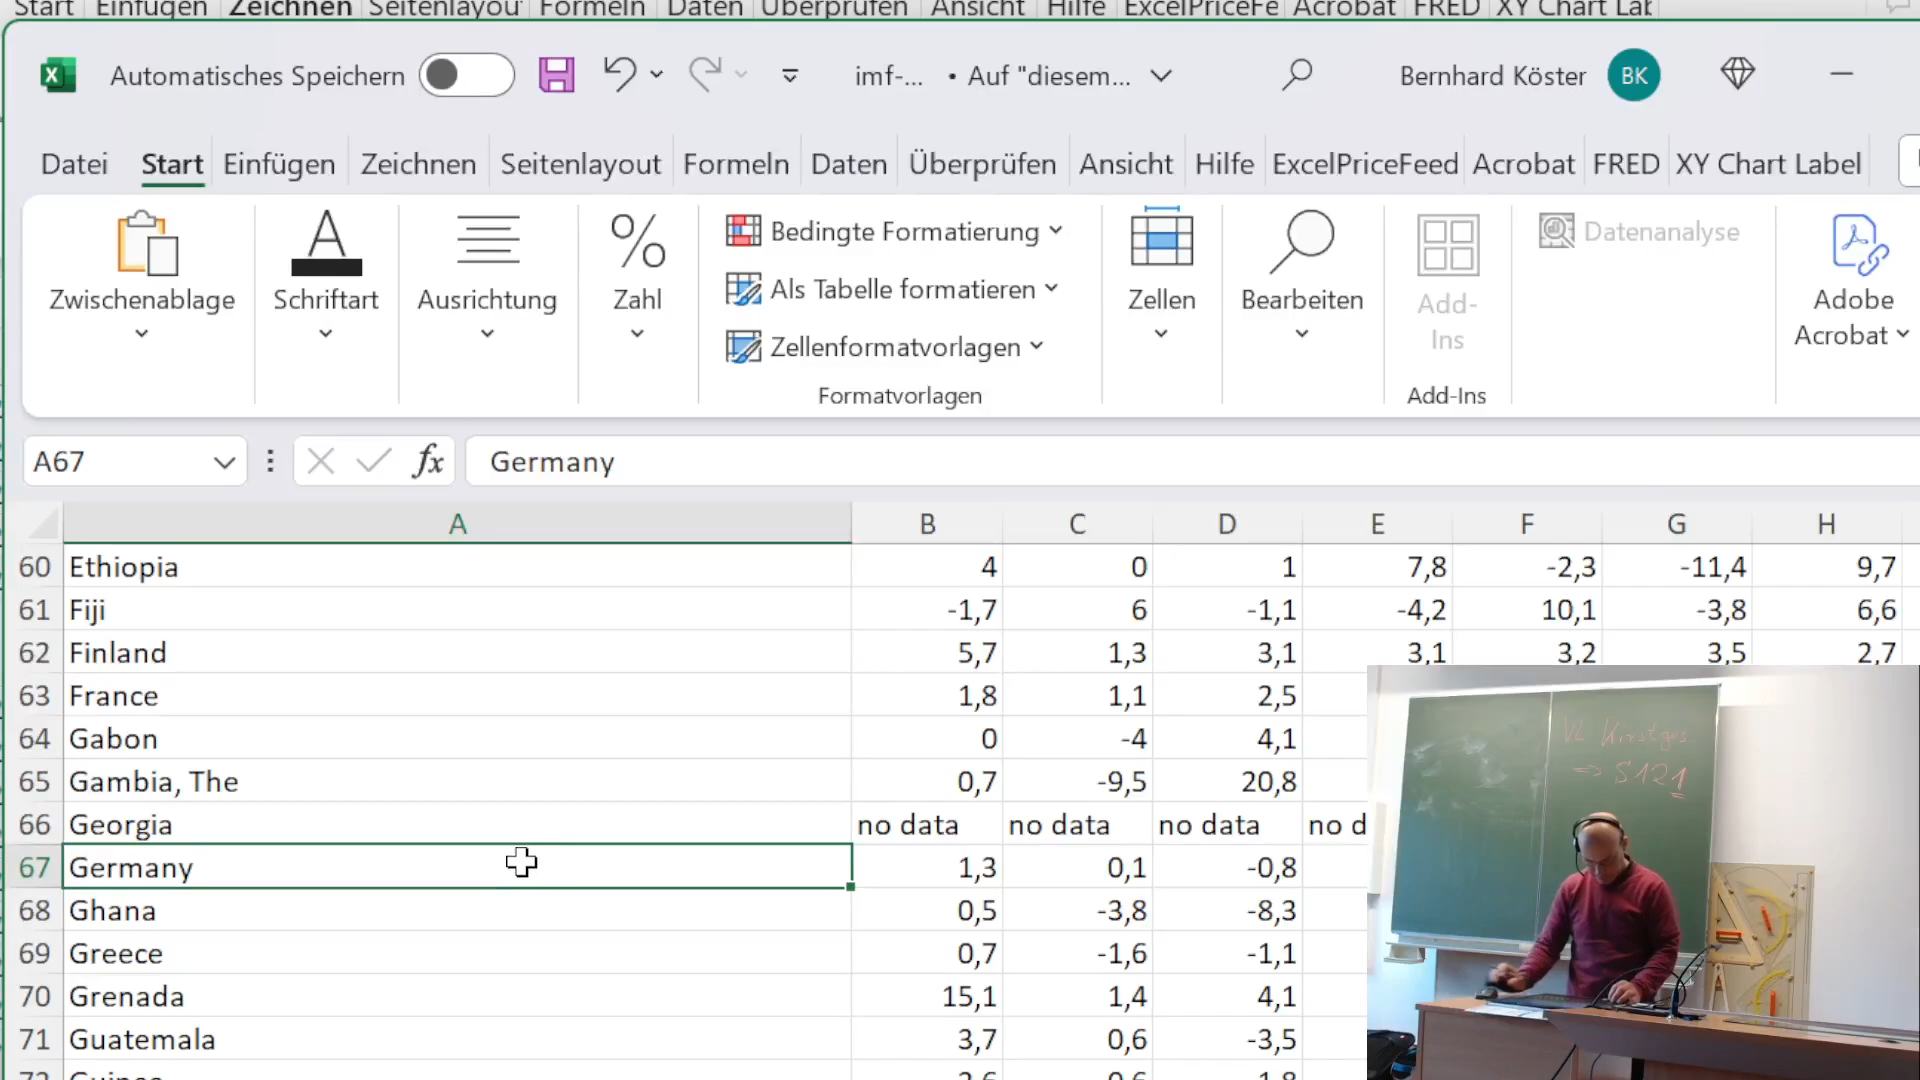 Start Einfügen Zeichnen Seitenlayout Formeln Daten Überprüfen Ansicht Hilfe ExcelPriceFe Acrobat FRED XY Chart Lab
Automatisches Speichern imf-... • Auf "diesem... Bernhard Köster BK
Datei Start Einfügen Zeichnen Seitenlayout Formeln Daten Überprüfen Ansicht Hilfe ExcelPriceFeed Acrobat FRED XY Chart Label
Zwischenablage
Schriftart
Ausrichtung
Zahl
Bedingte Formatierung
Als Tabelle formatieren
Zellenformatvorlagen
Formatvorlagen
Zellen
Bearbeiten
Add-
Ins
Add-Ins
Datenanalyse
Adobe
Acrobat
A67 fx Germany
A B C D E F G H
60 Ethiopia 4 0 1 7,8 -2,3 -11,4 9,7
61 Fiji -1,7 6 -1,1 -4,2 10,1 -3,8 6,6
62 Finland 5,7 1,3 3,1 3,1 3,2 3,5 2,7
63 France 1,8 1,1 2,5
64 Gabon 0 -4 4,1
65 Gambia, The 0,7 -9,5 20,8
66 Georgia no data no data no data no d
67 Germany 1,3 0,1 -0,8
68 Ghana 0,5 -3,8 -8,3
69 Greece 0,7 -1,6 -1,1
70 Grenada 15,1 1,4 4,1
71 Guatemala 3,7 0,6 -3,5
VL
=> S121